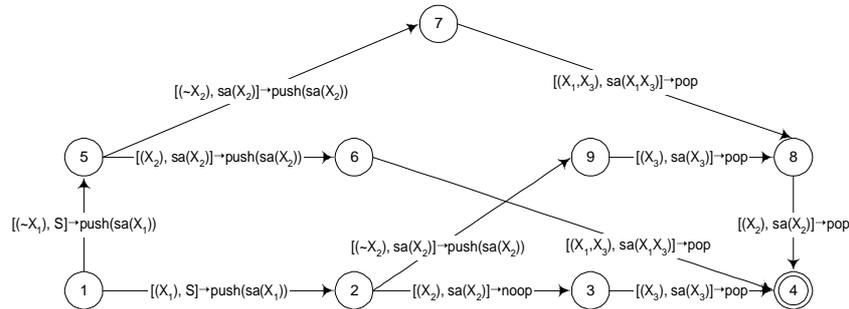 7
[(~X₂), sa(X₂)]→push(sa(X₂))
[(X₁,X₃), sa(X₁X₃)]→pop
5
[(X₂), sa(X₂)]→push(sa(X₂))
6
9
[(X₃), sa(X₃)]→pop
8
[(~X₁), S]→push(sa(X₁))
[(~X₂), sa(X₂)]→push(sa(X₂))
[(X₁,X₃), sa(X₁X₃)]→pop
[(X₂), sa(X₂)]→pop
1
[(X₁), S]→push(sa(X₁))
2
[(X₂), sa(X₂)]→noop
3
[(X₃), sa(X₃)]→pop
4